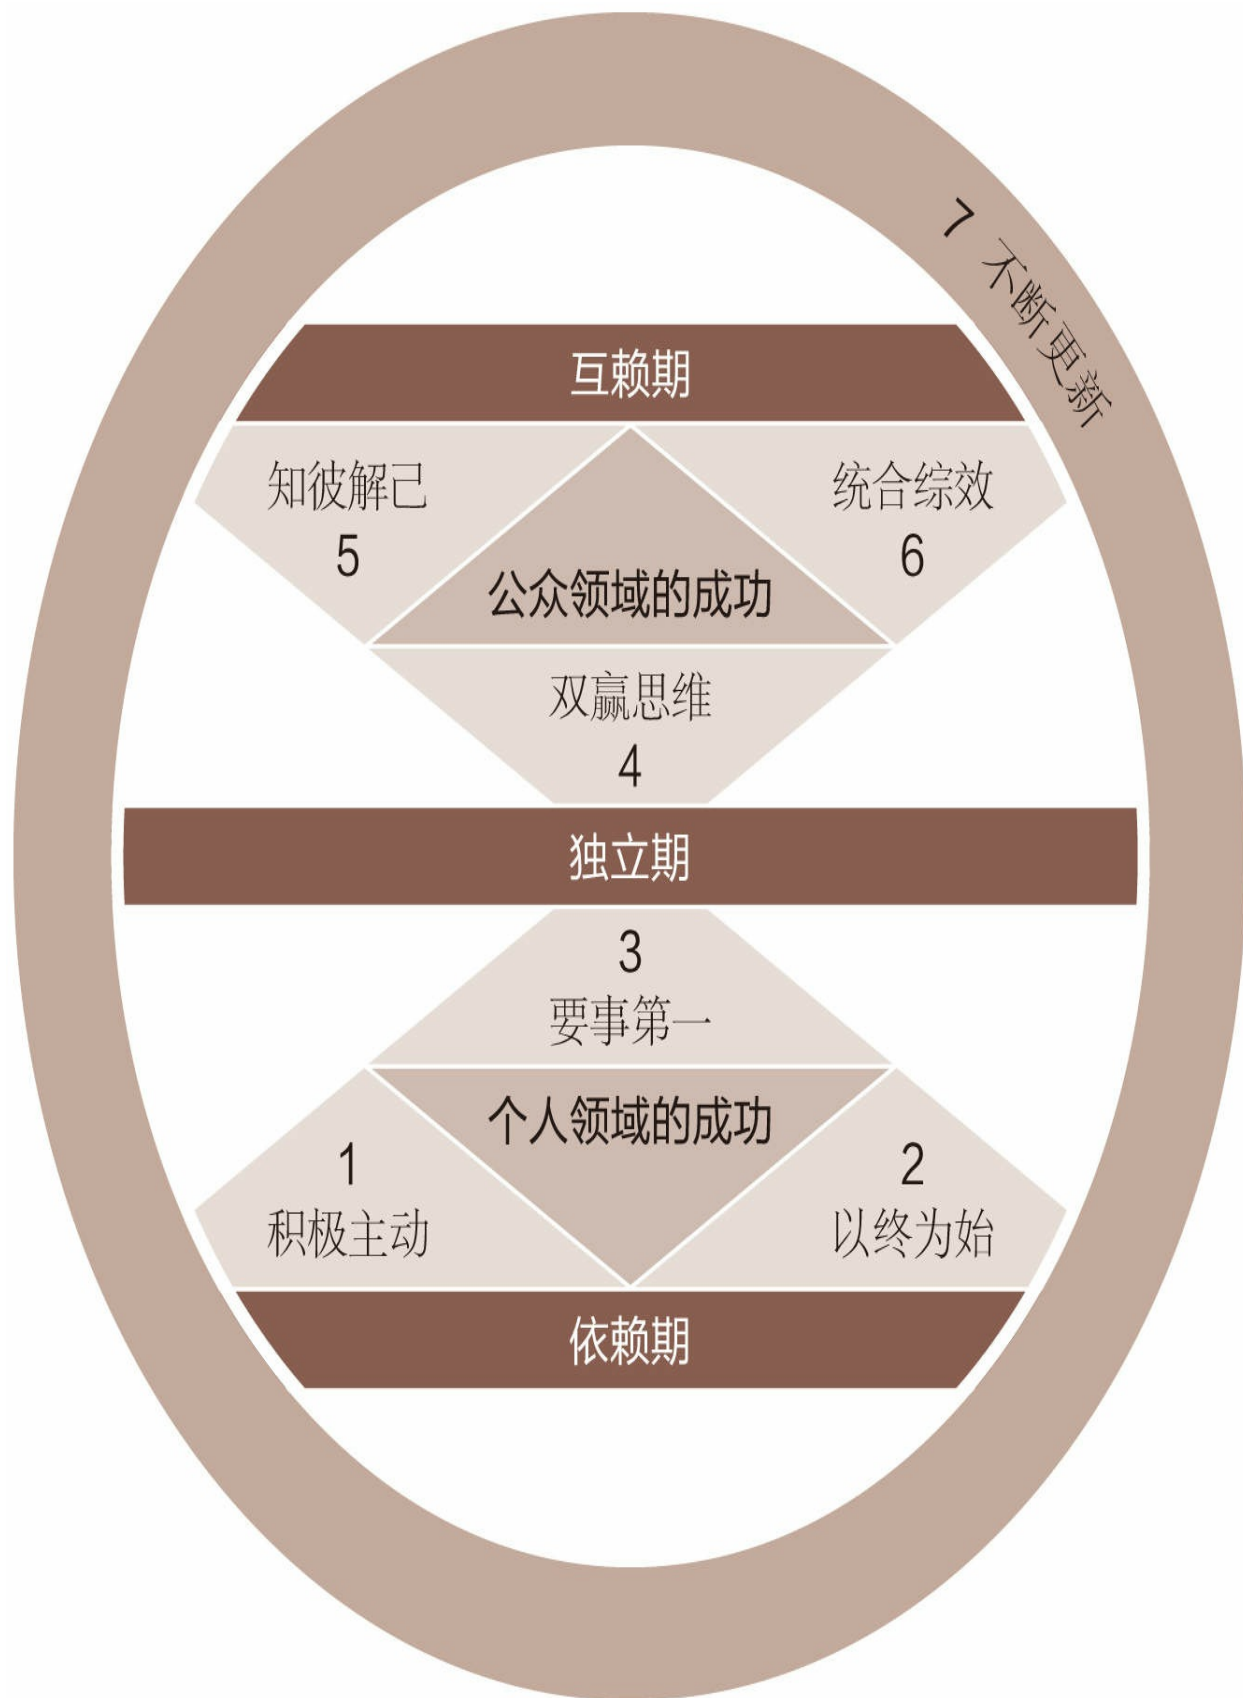 7 不断更新
互赖期
知彼解己
5
统合综效
6
公众领域的成功
双赢思维
4
独立期
3
要事第一
个人领域的成功
1
积极主动
2
以终为始
依赖期